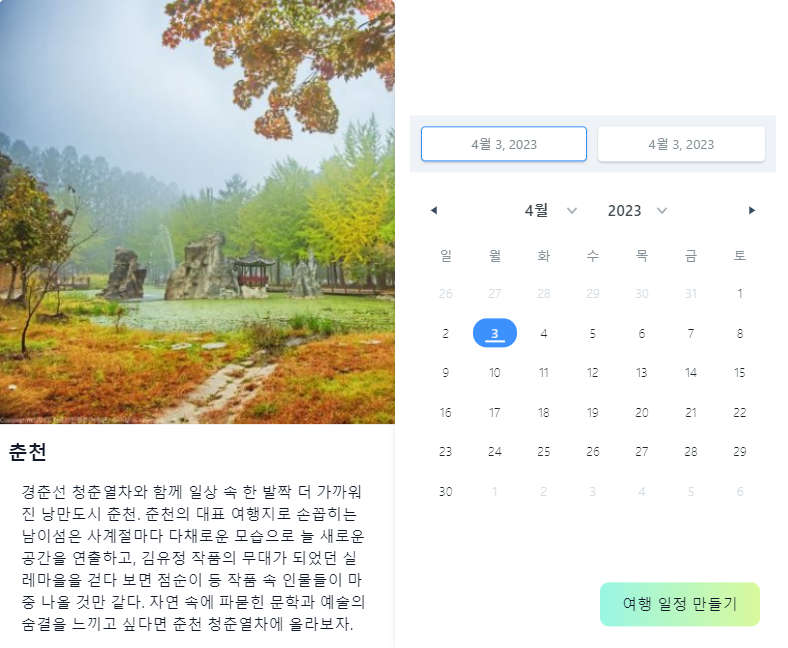 춘천
경춘선 청춘열차와 함께 일상 속 한 발짝 더 가까워
진 낭만도시 춘천. 춘천의 대표 여행지로 손꼽히는
남이섬은 사계절마다 다채로운 모습으로 늘 새로운
공간을 연출하고, 김유정 작품의 무대가 되었던 실
레마을을 걷다 보면 점순이 등 작품 속 인물들이 마
중 나올 것만 같다. 자연 속에 파묻힌 문학과 예술의
숨결을 느끼고 싶다면 춘천 청춘열차에 올라보자.
4월 3, 2023 4월 3, 2023
4월 2023
일 월 화 수 목 금 토
26 27 28 29 30 31 1
2 3 4 5 6 7 8
9 10 11 12 13 14 15
16 17 18 19 20 21 22
23 24 25 26 27 28 29
30 1 2 3 4 5 6
여행 일정 만들기